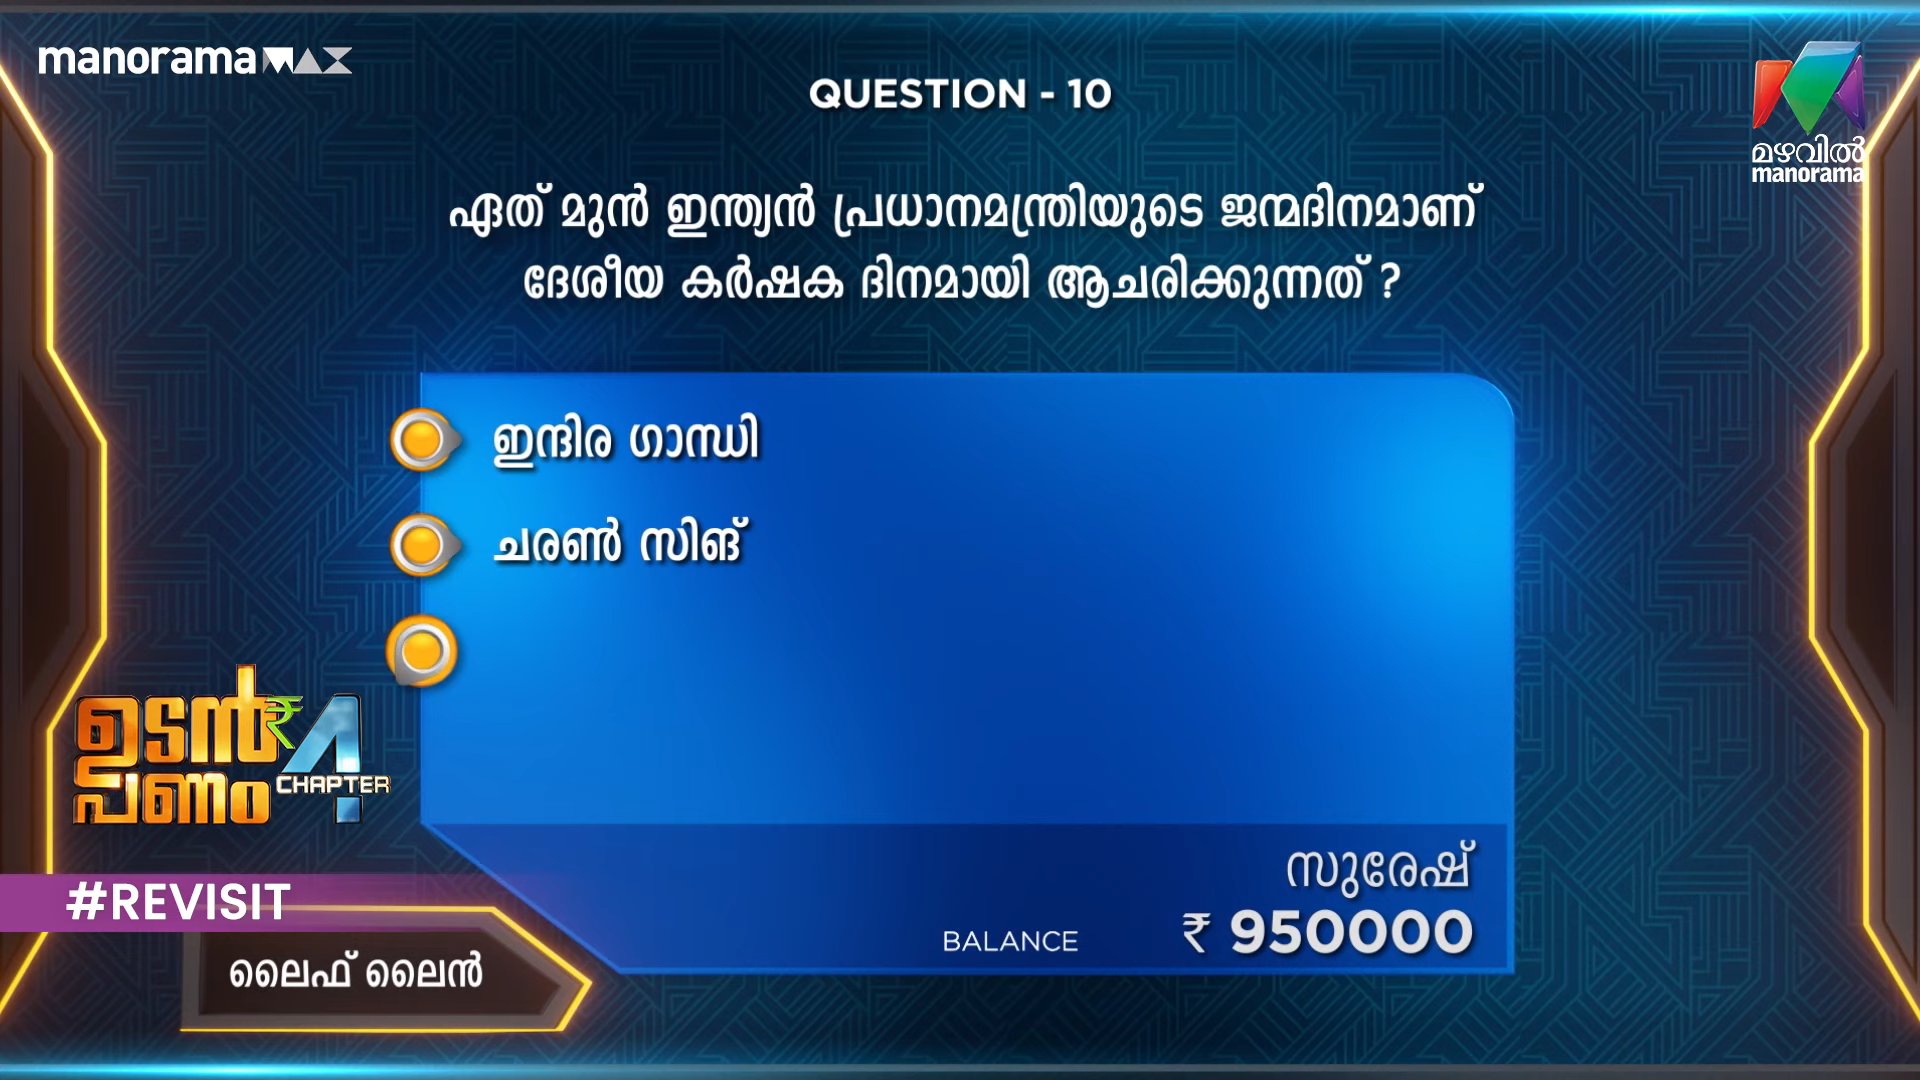 manorama MAX
QUESTION - 10
മഴവിൽ
manorama
ഏത് മുൻ ഇന്ത്യൻ പ്രധാനമന്ത്രിയുടെ ജന്മദിനമാണ്
ദേശീയ കർഷക ദിനമായി ആചരിക്കുന്നത് ?
ഇന്ദിര ഗാന്ധി
ചരൺ സിങ്
ഉടൻ
പണം
CHAPTER 4
സുരേഷ്
BALANCE ₹ 950000
#REVISIT
ലൈഫ് ലൈൻ